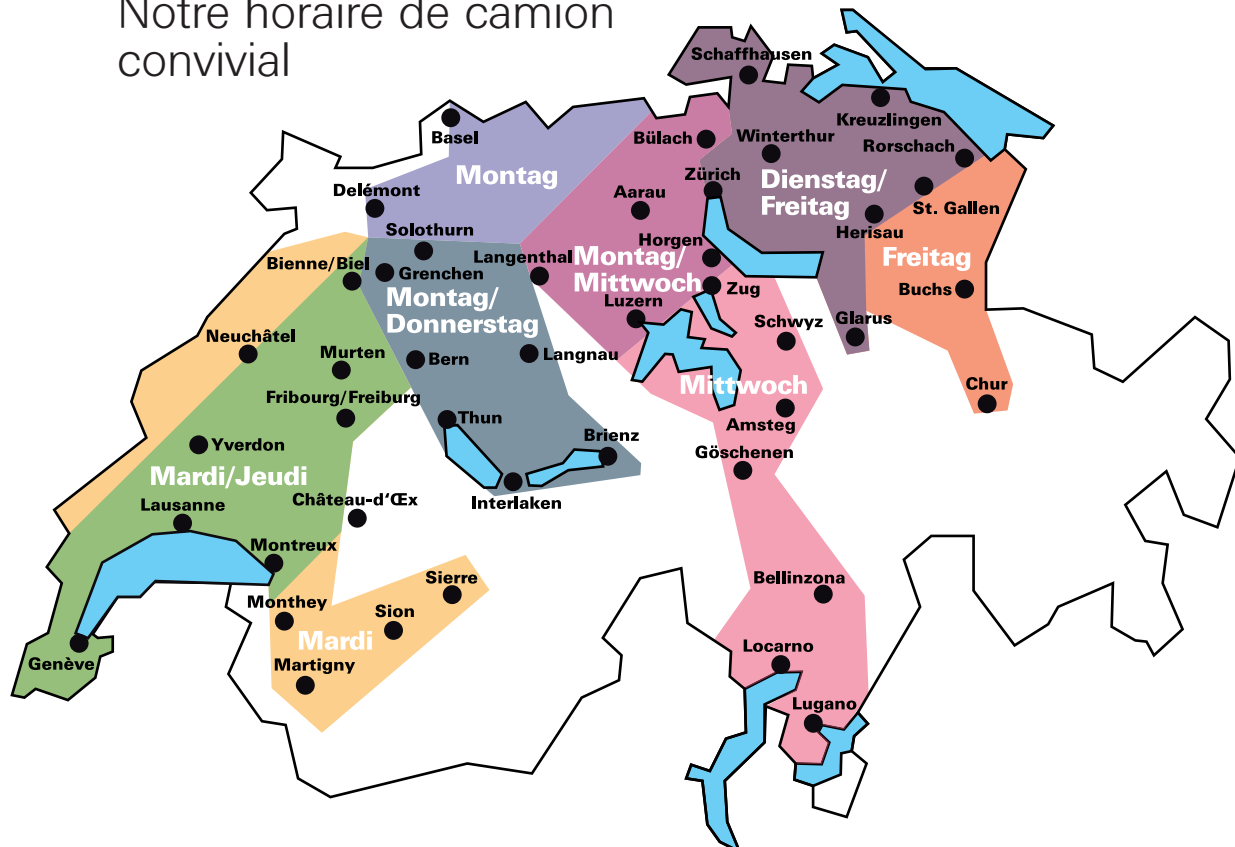 Notre horaire de camion
convivial
Schaffhausen
Kreuzlingen
Basel
Bülach
Winterthur
Rorschach
Montag
Zürich
Dienstag/
Freitag
Delémont
Aarau
St. Gallen
Solothurn
Horgen
Herisau
Bienne/Biel
Grenchen
Langenthal
Montag/
Mittwoch
Freitag
Montag/
Donnerstag
Luzern
Zug
Buchs
Neuchâtel
Schwyz
Glarus
Murten
Bern
Langnau
Mittwoch
Chur
Fribourg/Freiburg
Thun
Amsteg
Yverdon
Brienz
Göschenen
Mardi/Jeudi
Interlaken
Lausanne
Château-d‘Œx
Montreux
Sierre
Bellinzona
Monthey
Sion
Mardi
Locarno
Genève
Martigny
Lugano